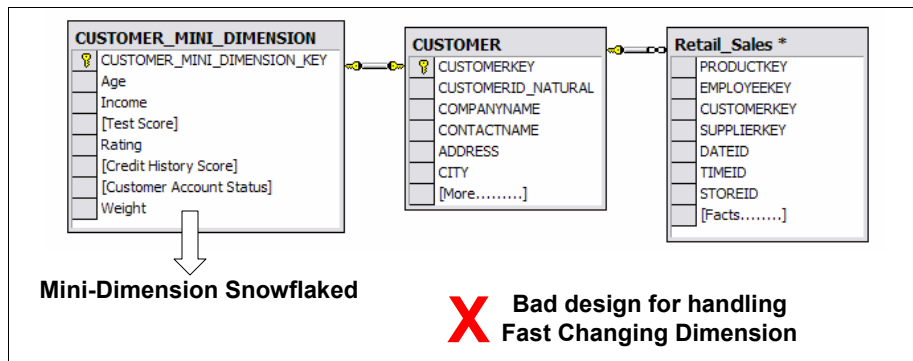 CUSTOMER_MINI_DIMENSION
CUSTOMER_MINI_DIMENSION_KEY
Age
Income
[Test Score]
Rating
[Credit History Score]
[Customer Account Status]
Weight
CUSTOMER
CUSTOMERKEY
CUSTOMERID_NATURAL
COMPANYNAME
CONTACTNAME
ADDRESS
CITY
[More.........]
Retail_Sales *
PRODUCTKEY
EMPLOYEEKEY
CUSTOMERKEY
SUPPLIERKEY
DATEID
TIMEID
STOREID
[Facts........]
Mini-Dimension Snowflaked
X
Bad design for handling
Fast Changing Dimension